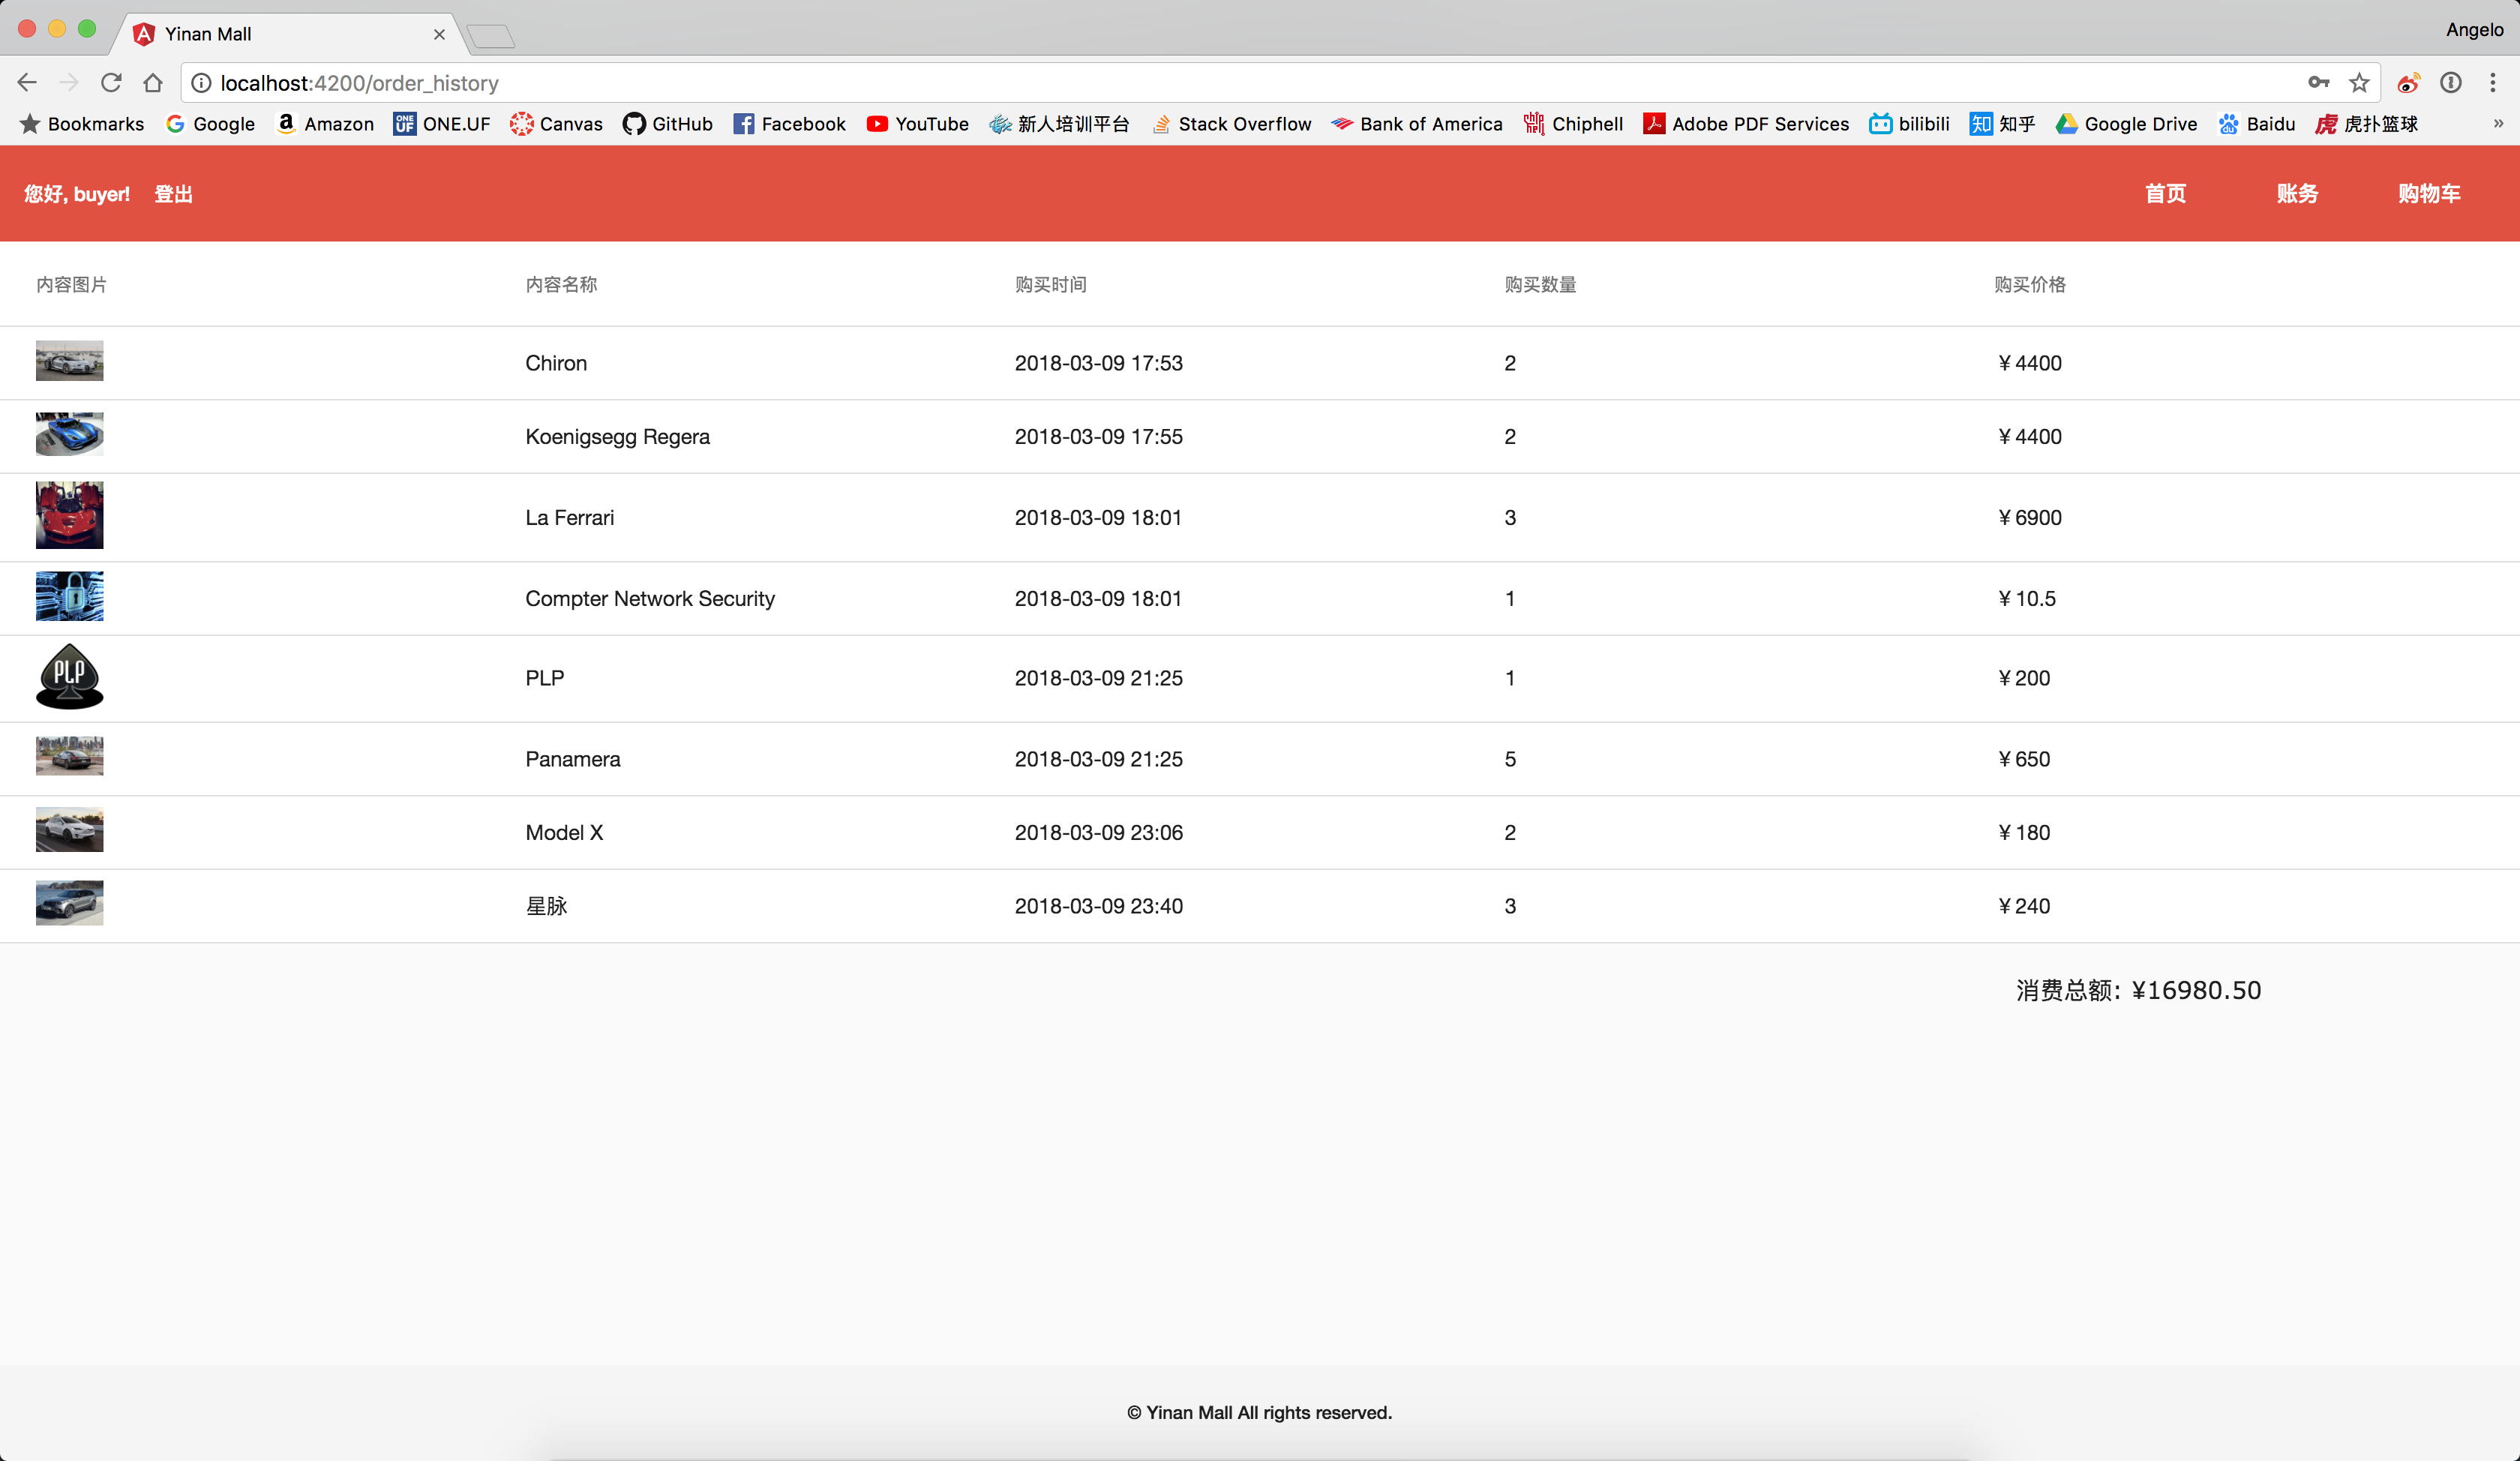 Yinan Mall
Angelo
localhost:4200/order_history
Bookmarks Google Amazon ONE.UF Canvas GitHub Facebook YouTube 新人培训平台 Stack Overflow Bank of America Chiphell Adobe PDF Services bilibili 知乎 Google Drive Baidu 虎扑篮球 »
您好, buyer! 登出 首页 账务 购物车
内容图片 内容名称 购买时间 购买数量 购买价格
Chiron 2018-03-09 17:53 2 ¥4400
Koenigsegg Regera 2018-03-09 17:55 2 ¥4400
La Ferrari 2018-03-09 18:01 3 ¥6900
Compter Network Security 2018-03-09 18:01 1 ¥10.5
PLP PLP 2018-03-09 21:25 1 ¥200
Panamera 2018-03-09 21:25 5 ¥650
Model X 2018-03-09 23:06 2 ¥180
星脉 2018-03-09 23:40 3 ¥240
消费总额: ¥16980.50
© Yinan Mall All rights reserved.